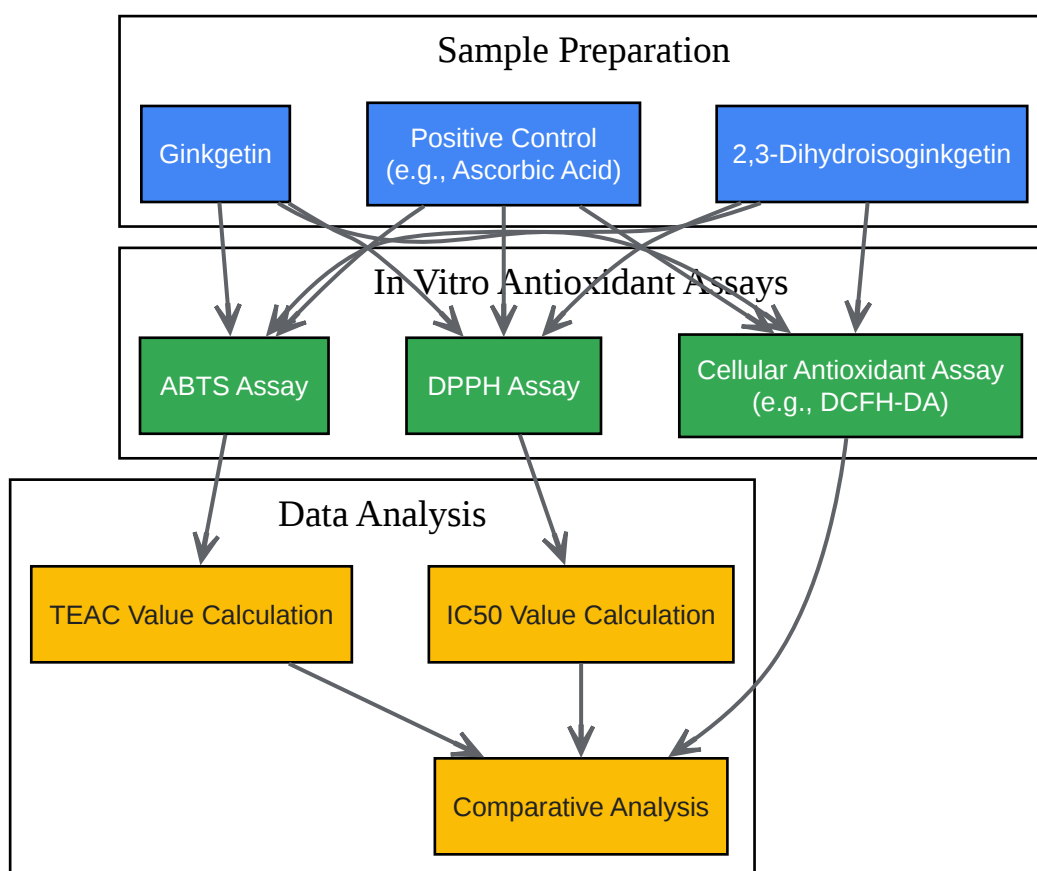 Sample Preparation
Ginkgetin
Positive Control
(e.g., Ascorbic Acid)
2,3-Dihydroisoginkgetin
In Vitro Antioxidant Assays
ABTS Assay
DPPH Assay
Cellular Antioxidant Assay
(e.g., DCFH-DA)
Data Analysis
TEAC Value Calculation
IC50 Value Calculation
Comparative Analysis